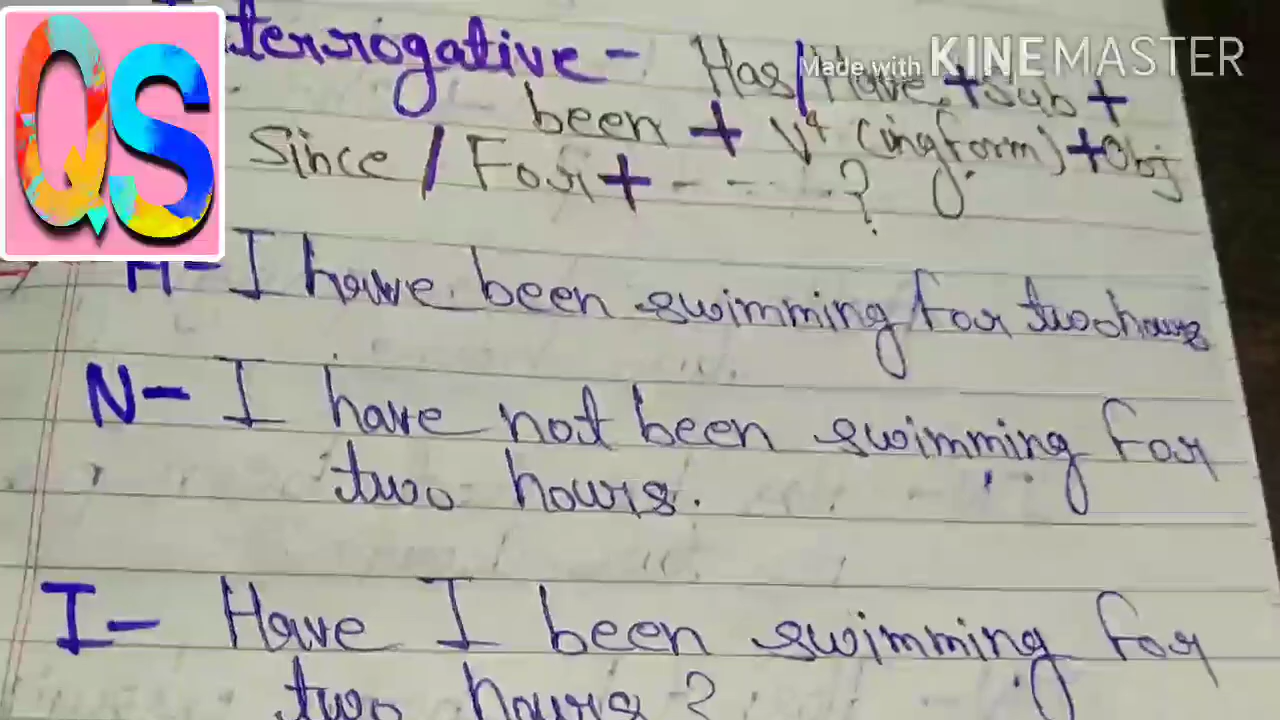 QS
Made with KINEMASTER
terrogative - Has/Have + Sub +
been + V4 (ing form) + Obj
Since / For + - - - - - ?
A - I have been swimming for two hours
N - I have not been swimming for
two hours.
I - Have I been swimming for
two hours?